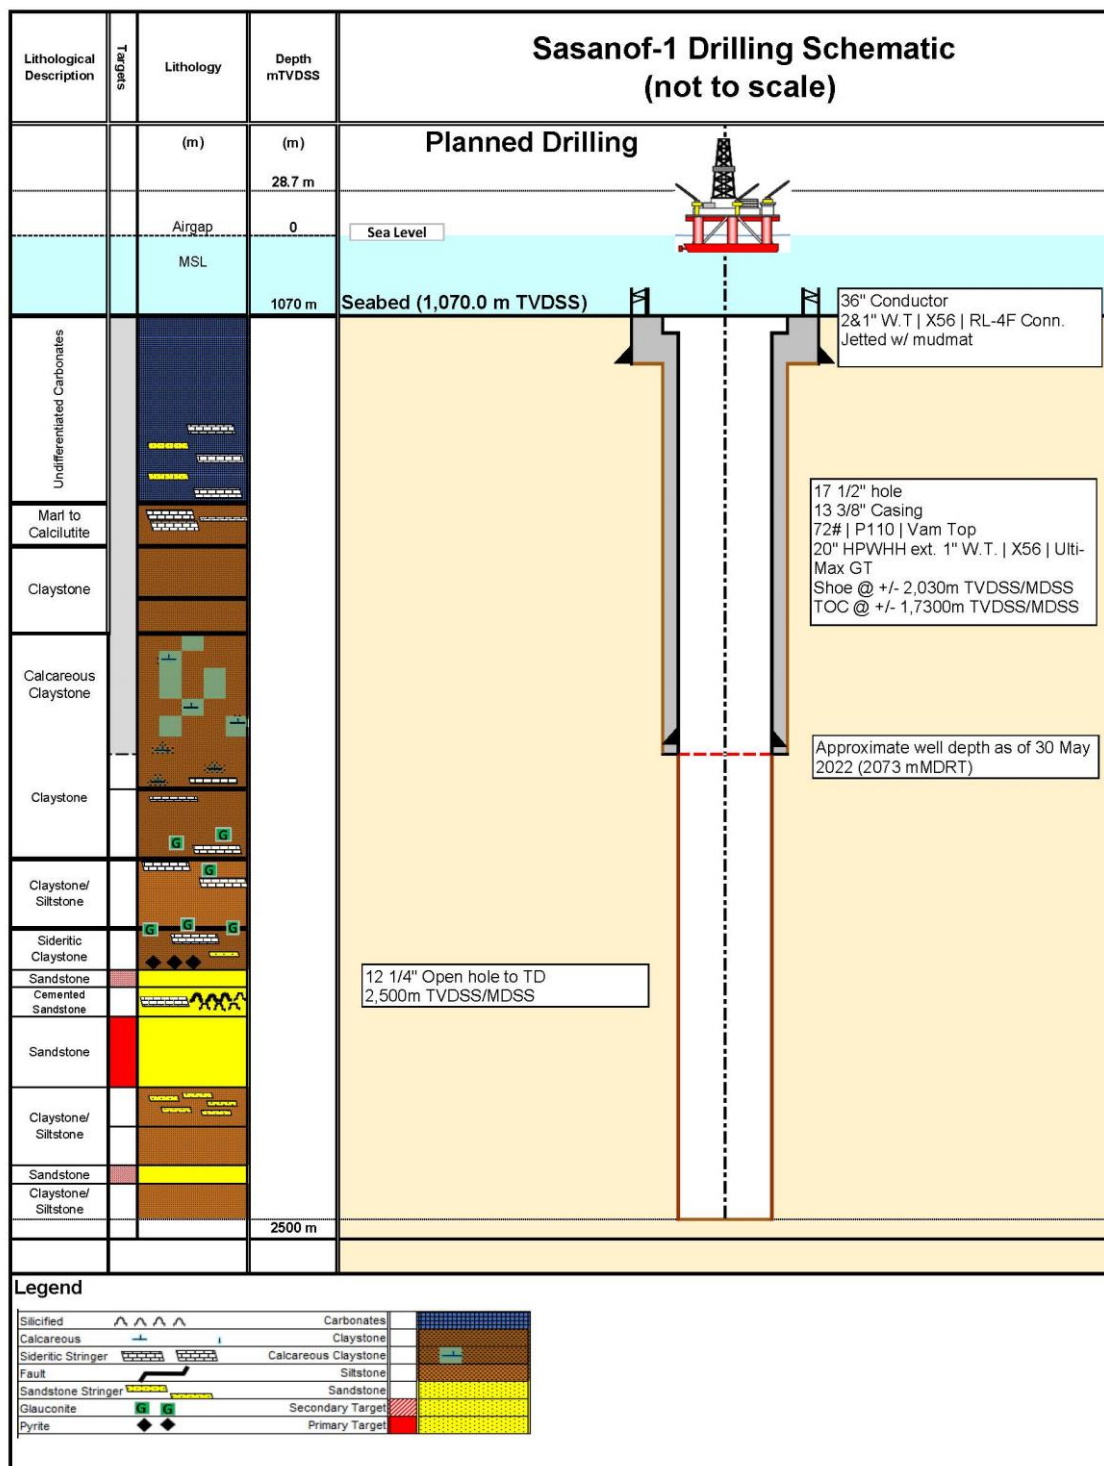 Lithological
Description
Targets
Lithology
Depth
mTVDSS
Sasanof-1 Drilling Schematic
(not to scale)
(m)
(m)
Planned Drilling
28.7 m
Airgap
0
Sea Level
MSL
1070 m
Seabed (1,070.0 m TVDSS)
36" Conductor
2&1" W.T | X56 | RL-4F Conn.
Jetted w/ mudmat
Undifferentiated Carbonates
Marl to
Calcilutite
Claystone
17 1/2" hole
13 3/8" Casing
72# | P110 | Vam Top
20" HPWHH ext. 1" W.T. | X56 | Ulti-
Max GT
Shoe @ +/- 2,030m TVDSS/MDSS
TOC @ +/- 1,7300m TVDSS/MDSS
Calcareous
Claystone
Approximate well depth as of 30 May
2022 (2073 mMDRT)
Claystone
G
G
Claystone/
Siltstone
G
G
G
G
Sideritic
Claystone
Sandstone
Cemented
Sandstone
12 1/4" Open hole to TD
2,500m TVDSS/MDSS
Sandstone
Claystone/
Siltstone
Sandstone
Claystone/
Siltstone
2500 m
Legend
Silicified
Carbonates
Calcareous
Claystone
Sideritic Stringer
Calcareous Claystone
Fault
Siltstone
Sandstone Stringer
Sandstone
Glauconite
G G
Secondary Target
Pyrite
Primary Target